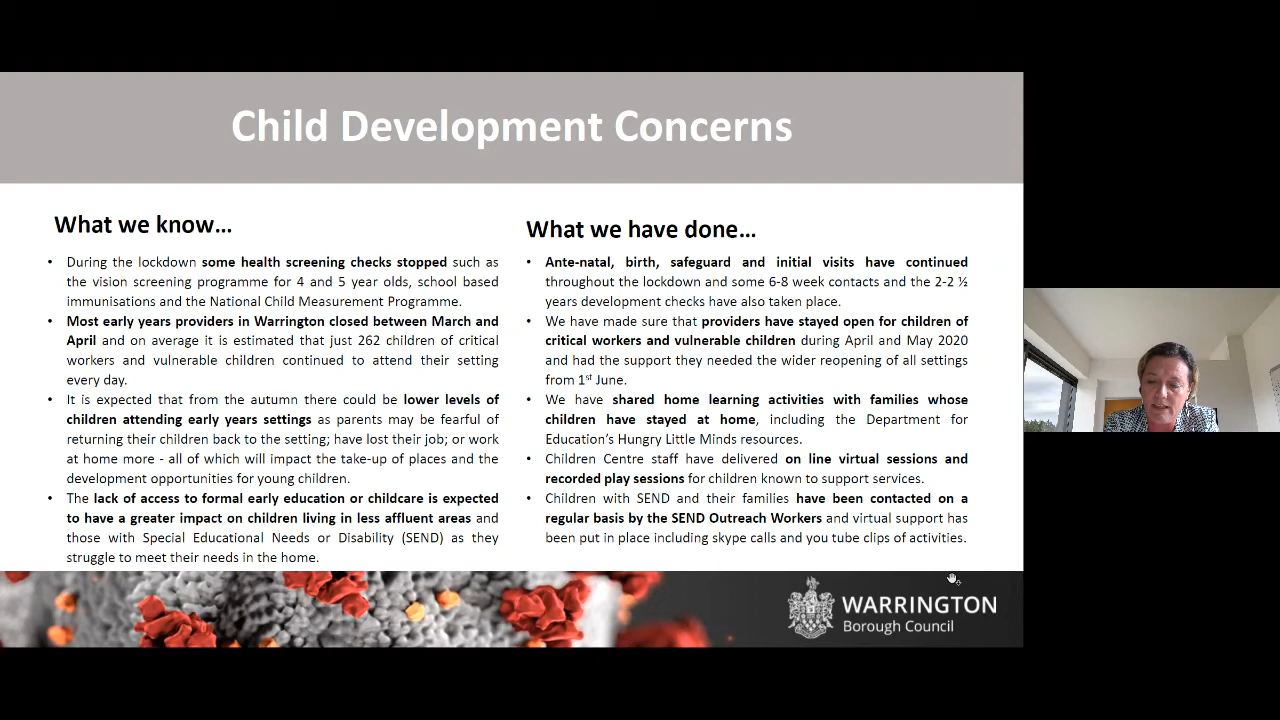 Child Development Concerns
What we know...
• During the lockdown some health screening checks stopped such as
the vision screening programme for 4 and 5 year olds, school based
immunisations and the National Child Measurement Programme.
• Most early years providers in Warrington closed between March and
April and on average it is estimated that just 262 children of critical
workers and vulnerable children continued to attend their setting
every day.
• It is expected that from the autumn there could be lower levels of
children attending early years settings as parents may be fearful of
returning their children back to the setting; have lost their job; or work
at home more - all of which will impact the take-up of places and the
development opportunities for young children.
• The lack of access to formal early education or childcare is expected
to have a greater impact on children living in less affluent areas and
those with Special Educational Needs or Disability (SEND) as they
struggle to meet their needs in the home.
What we have done...
• Ante-natal, birth, safeguard and initial visits have continued
throughout the lockdown and some 6-8 week contacts and the 2-2 ½
years development checks have also taken place.
• We have made sure that providers have stayed open for children of
critical workers and vulnerable children during April and May 2020
and had the support they needed the wider reopening of all settings
from 1st June.
• We have shared home learning activities with families whose
children have stayed at home, including the Department for
Education's Hungry Little Minds resources.
• Children Centre staff have delivered on line virtual sessions and
recorded play sessions for children known to support services.
• Children with SEND and their families have been contacted on a
regular basis by the SEND Outreach Workers and virtual support has
been put in place including skype calls and you tube clips of activities.
WARRINGTON
Borough Council